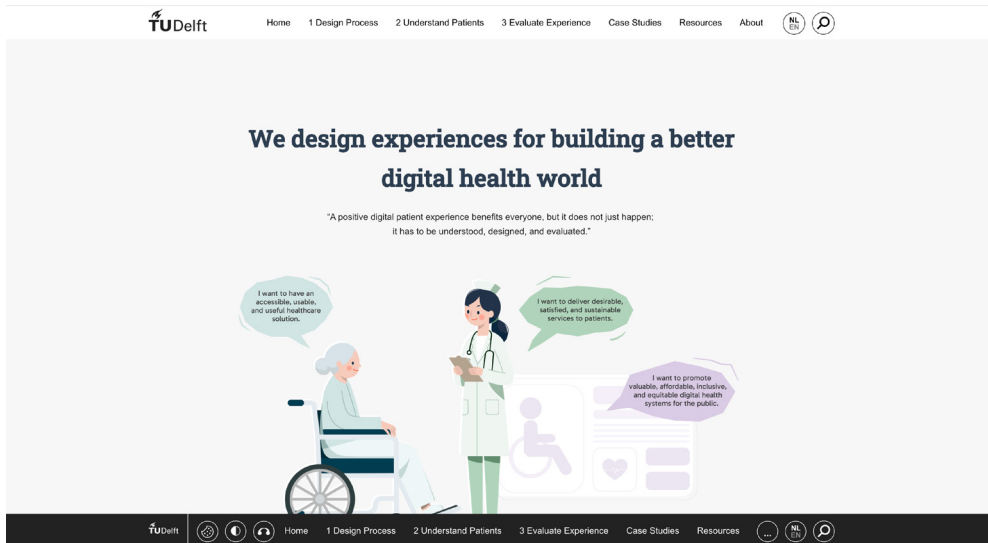 TUDelft
Home 1 Design Process 2 Understand Patients 3 Evaluate Experience Case Studies Resources About NL EN
We design experiences for building a better
digital health world
"A positive digital patient experience benefits everyone, but it does not just happen;
it has to be understood, designed, and evaluated."
I want to have an
accessible, usable,
and useful healthcare
solution.
I want to deliver desirable,
satisfied, and sustainable
services to patients.
I want to promote
valuable, affordable, inclusive,
and equitable digital health
systems for the public.
TUDelft Home 1 Design Process 2 Understand Patients 3 Evaluate Experience Case Studies Resources ... NL EN